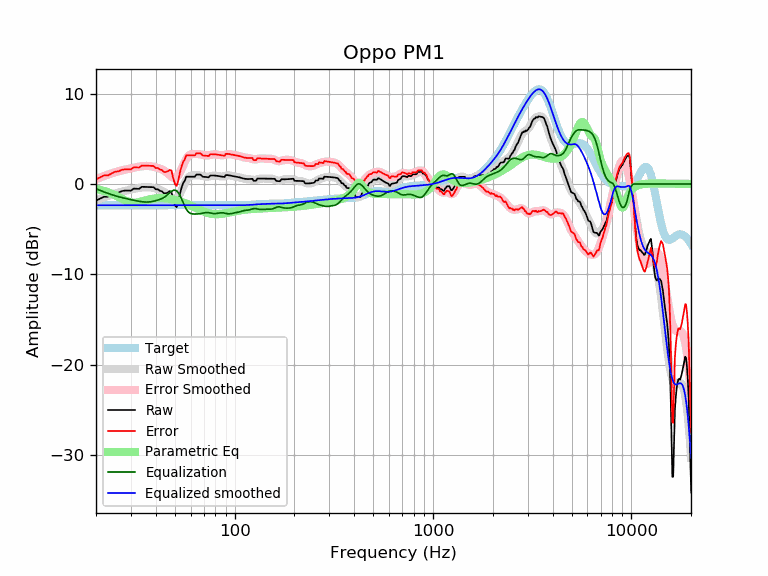 Oppo PM1
Amplitude (dBr)
10
0
−10
−20
−30
Target
Raw Smoothed
Error Smoothed
Raw
Error
Parametric Eq
Equalization
Equalized smoothed
100
1000
10000
Frequency (Hz)